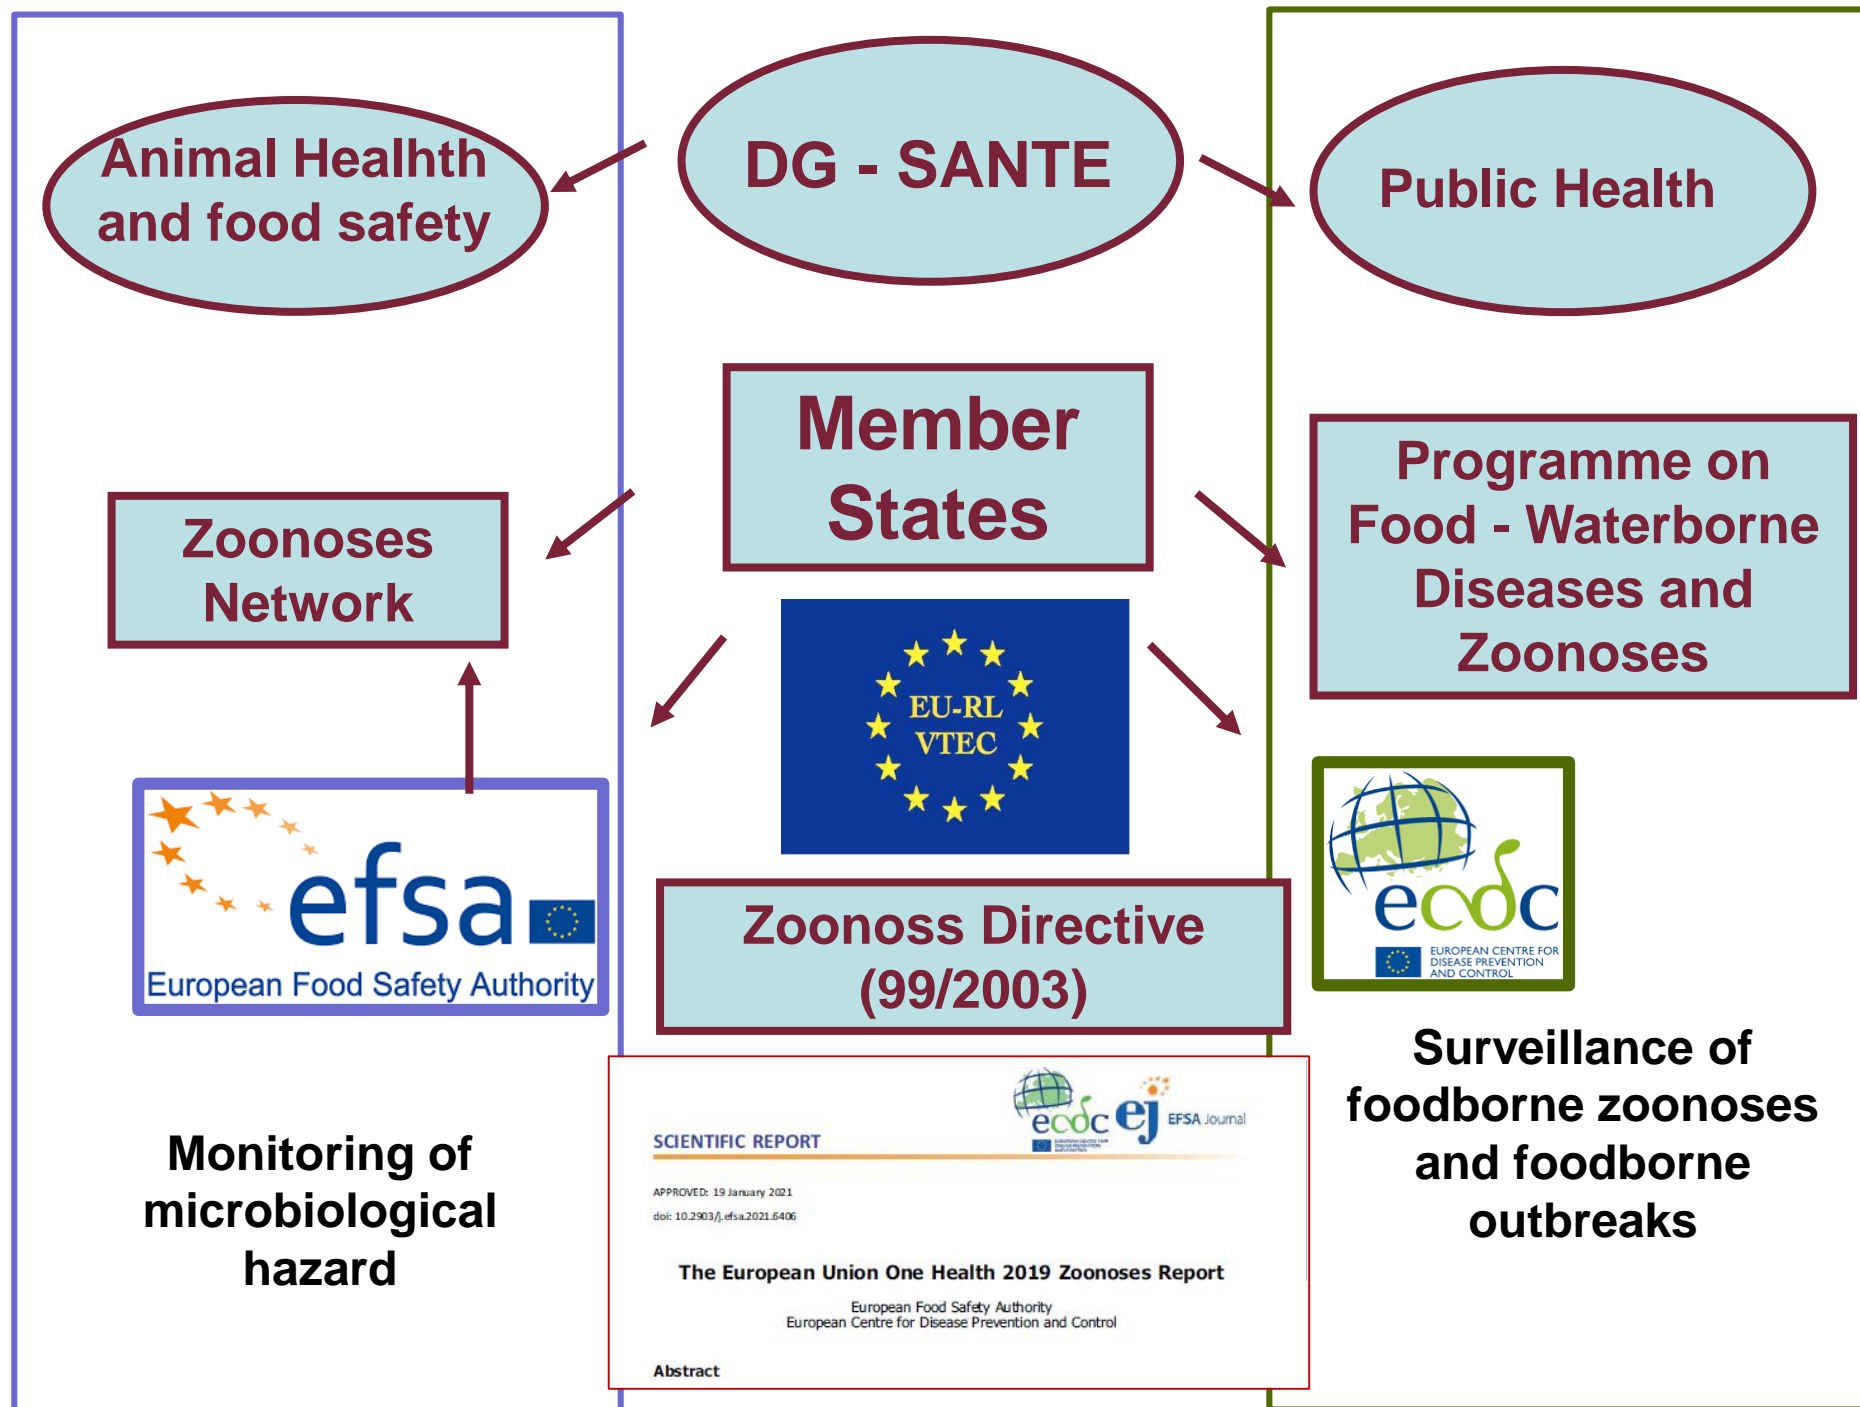 Animal Healhth
and food safety
DG - SANTE
Public Health
Member
States
Programme on
Food - Waterborne
Diseases and
Zoonoses
Zoonoses
Network
EU-RL
VTEC
efsa
European Food Safety Authority
ecdc
EUROPEAN CENTRE FOR
DISEASE PREVENTION
AND CONTROL
Zoonoss Directive
(99/2003)
Monitoring of
microbiological
hazard
Surveillance of
foodborne zoonoses
and foodborne
outbreaks
SCIENTIFIC REPORT
ecdc
ej
EFSA Journal
APPROVED: 19 January 2021
doi: 10.2903/j.efsa.2021.6406
The European Union One Health 2019 Zoonoses Report
European Food Safety Authority
European Centre for Disease Prevention and Control
Abstract